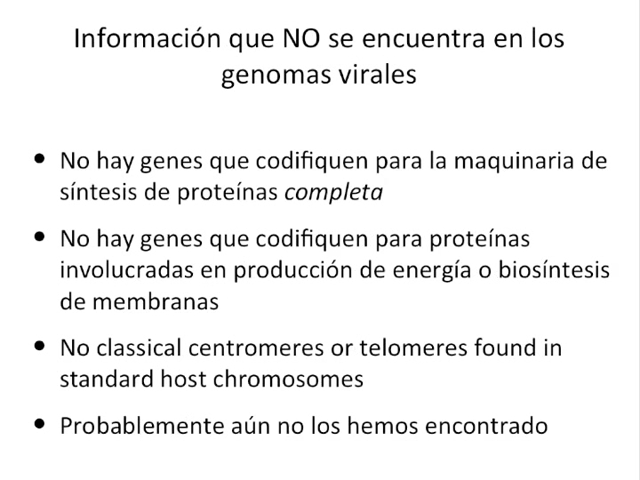 Información que NO se encuentra en los
genomas virales
• No hay genes que codifiquen para la maquinaria de
síntesis de proteínas completa
• No hay genes que codifiquen para proteínas
involucradas en producción de energía o biosíntesis
de membranas
• No classical centromeres or telomeres found in
standard host chromosomes
• Probablemente aún no los hemos encontrado